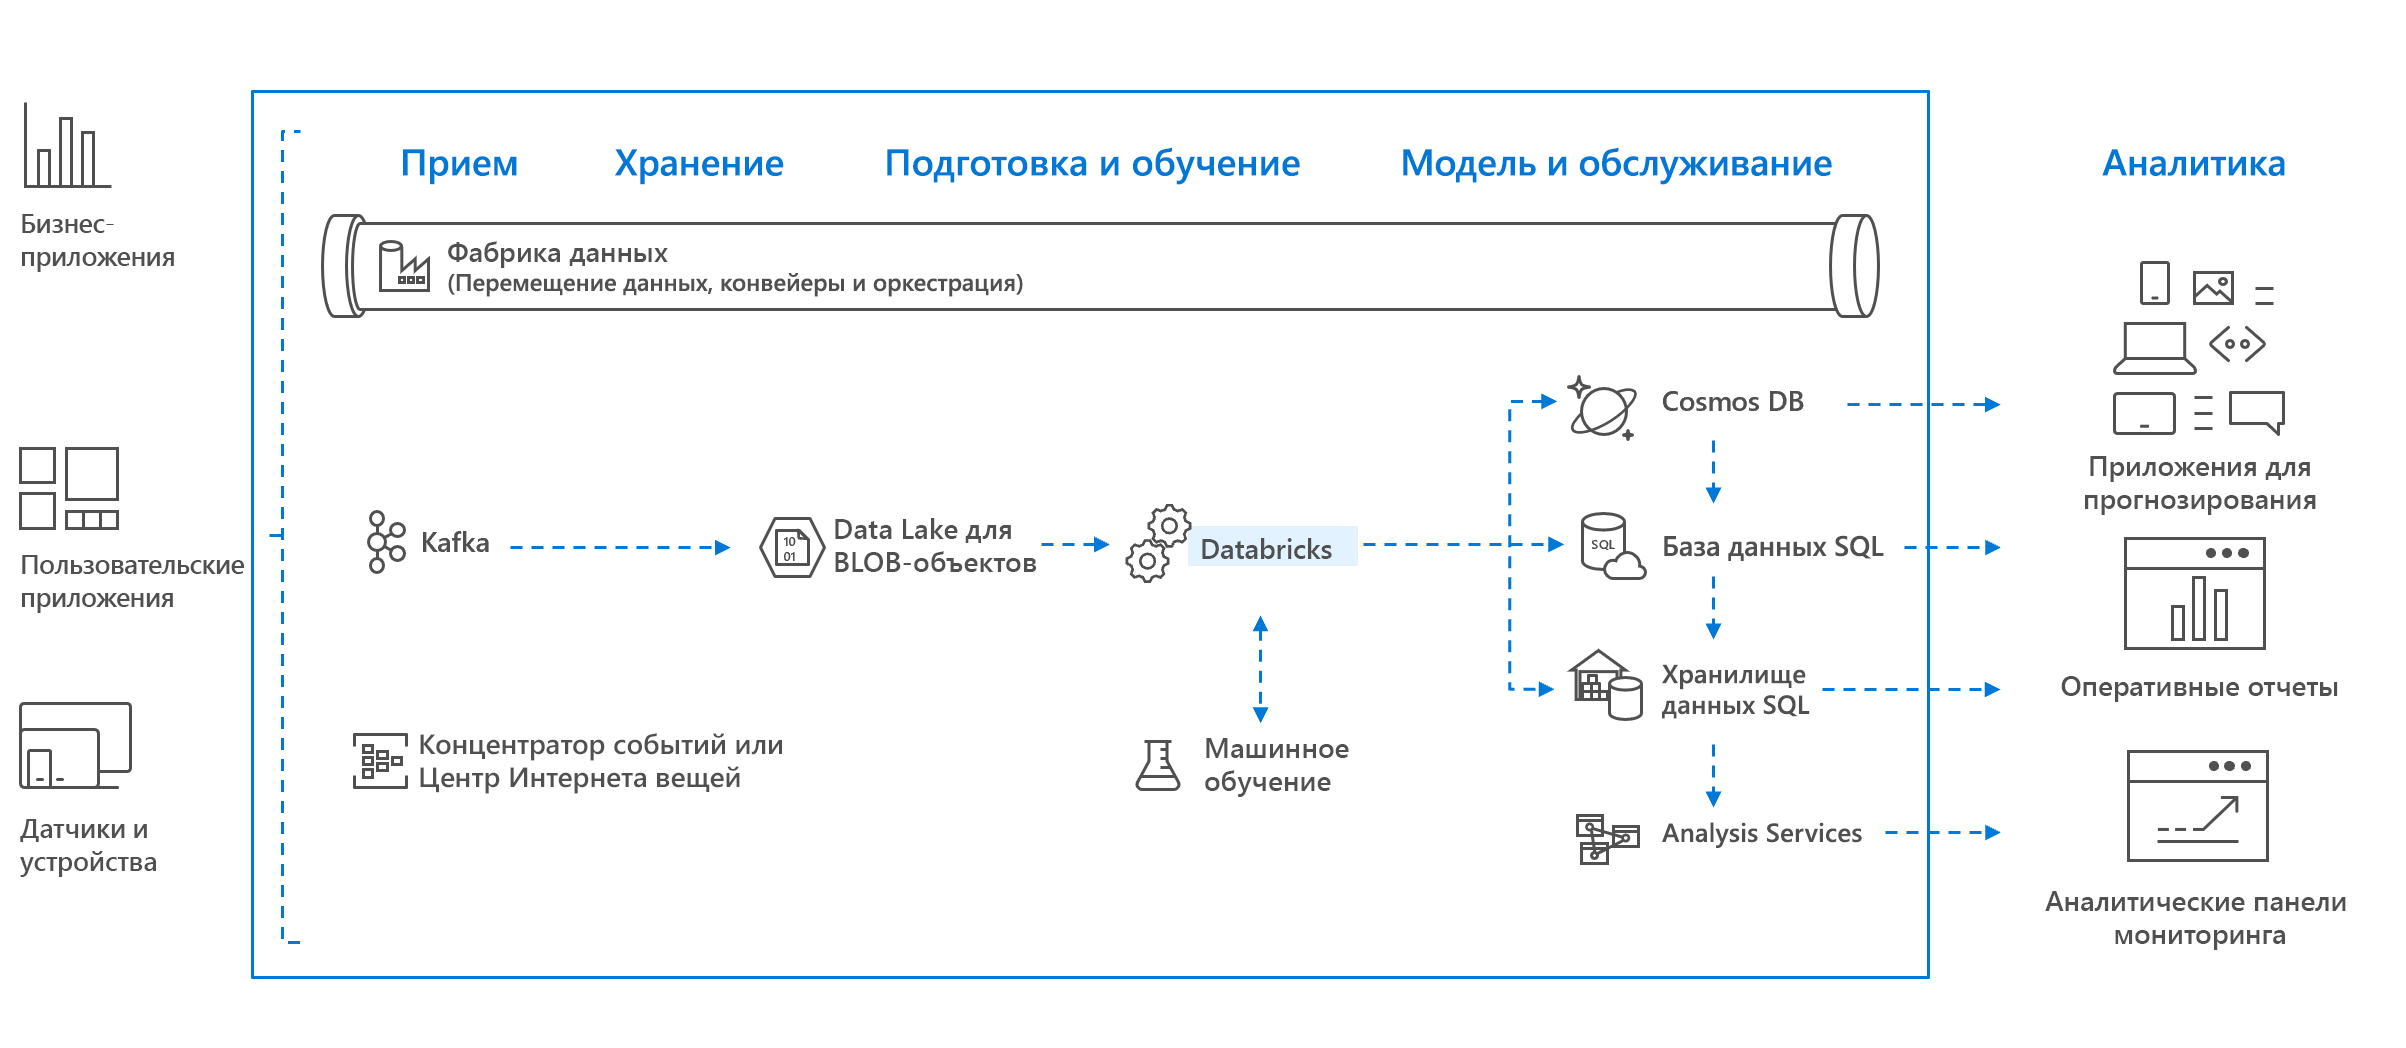 Бизнес-
приложения
Пользовательские
приложения
Датчики и
устройства
Прием
Хранение
Подготовка и обучение
Модель и обслуживание
Аналитика
Фабрика данных
(Перемещение данных, конвейеры и оркестрация)
Kafka
Концентратор событий или
Центр Интернета вещей
10
01
Data Lake для
BLOB-объектов
Databricks
Машинное
обучение
Cosmos DB
SQL
База данных SQL
Хранилище
данных SQL
Analysis Services
Приложения для
прогнозирования
Оперативные отчеты
Аналитические панели
мониторинга